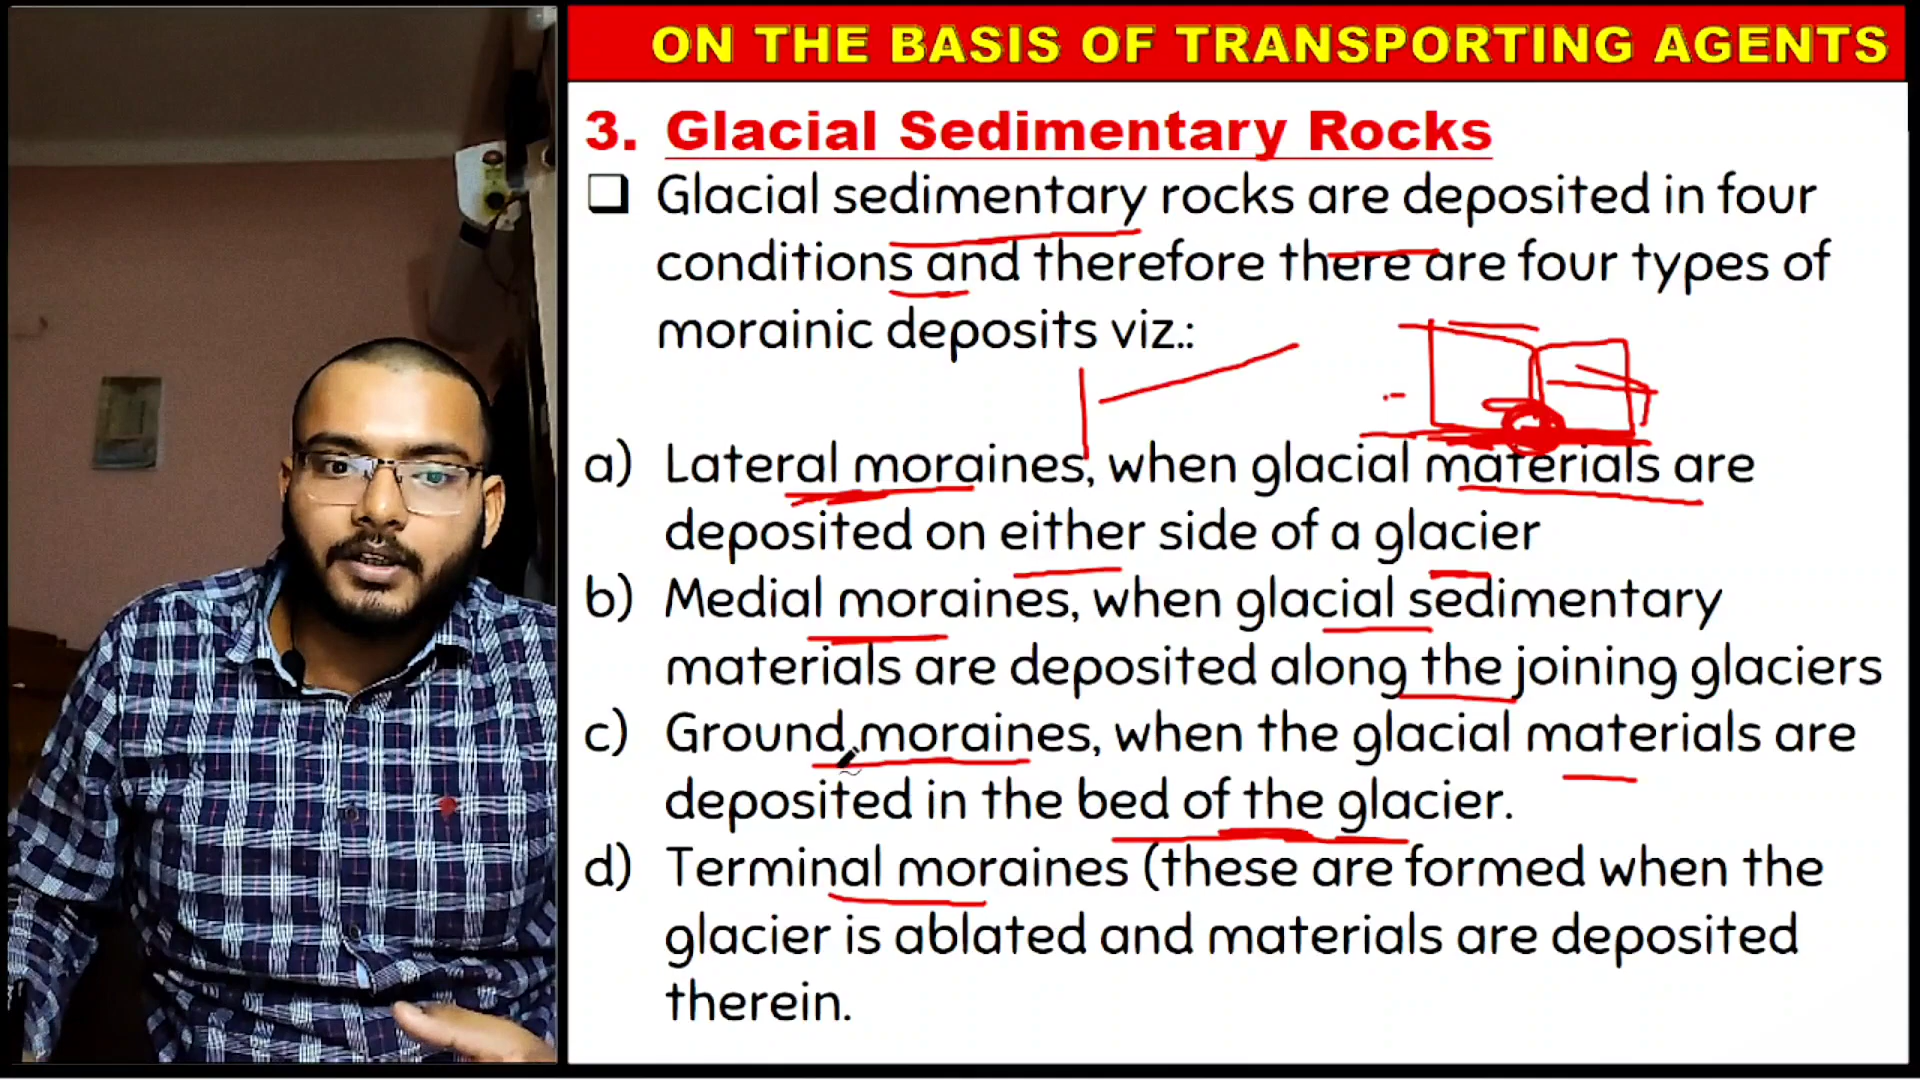 ON THE BASIS OF TRANSPORTING AGENTS
3. Glacial Sedimentary Rocks
❑ Glacial sedimentary rocks are deposited in four
conditions and therefore there are four types of
morainic deposits viz.:
a) Lateral moraines, when glacial materials are
deposited on either side of a glacier
b) Medial moraines, when glacial sedimentary
materials are deposited along the joining glaciers
c) Ground moraines, when the glacial materials are
deposited in the bed of the glacier.
d) Terminal moraines (these are formed when the
glacier is ablated and materials are deposited
therein.